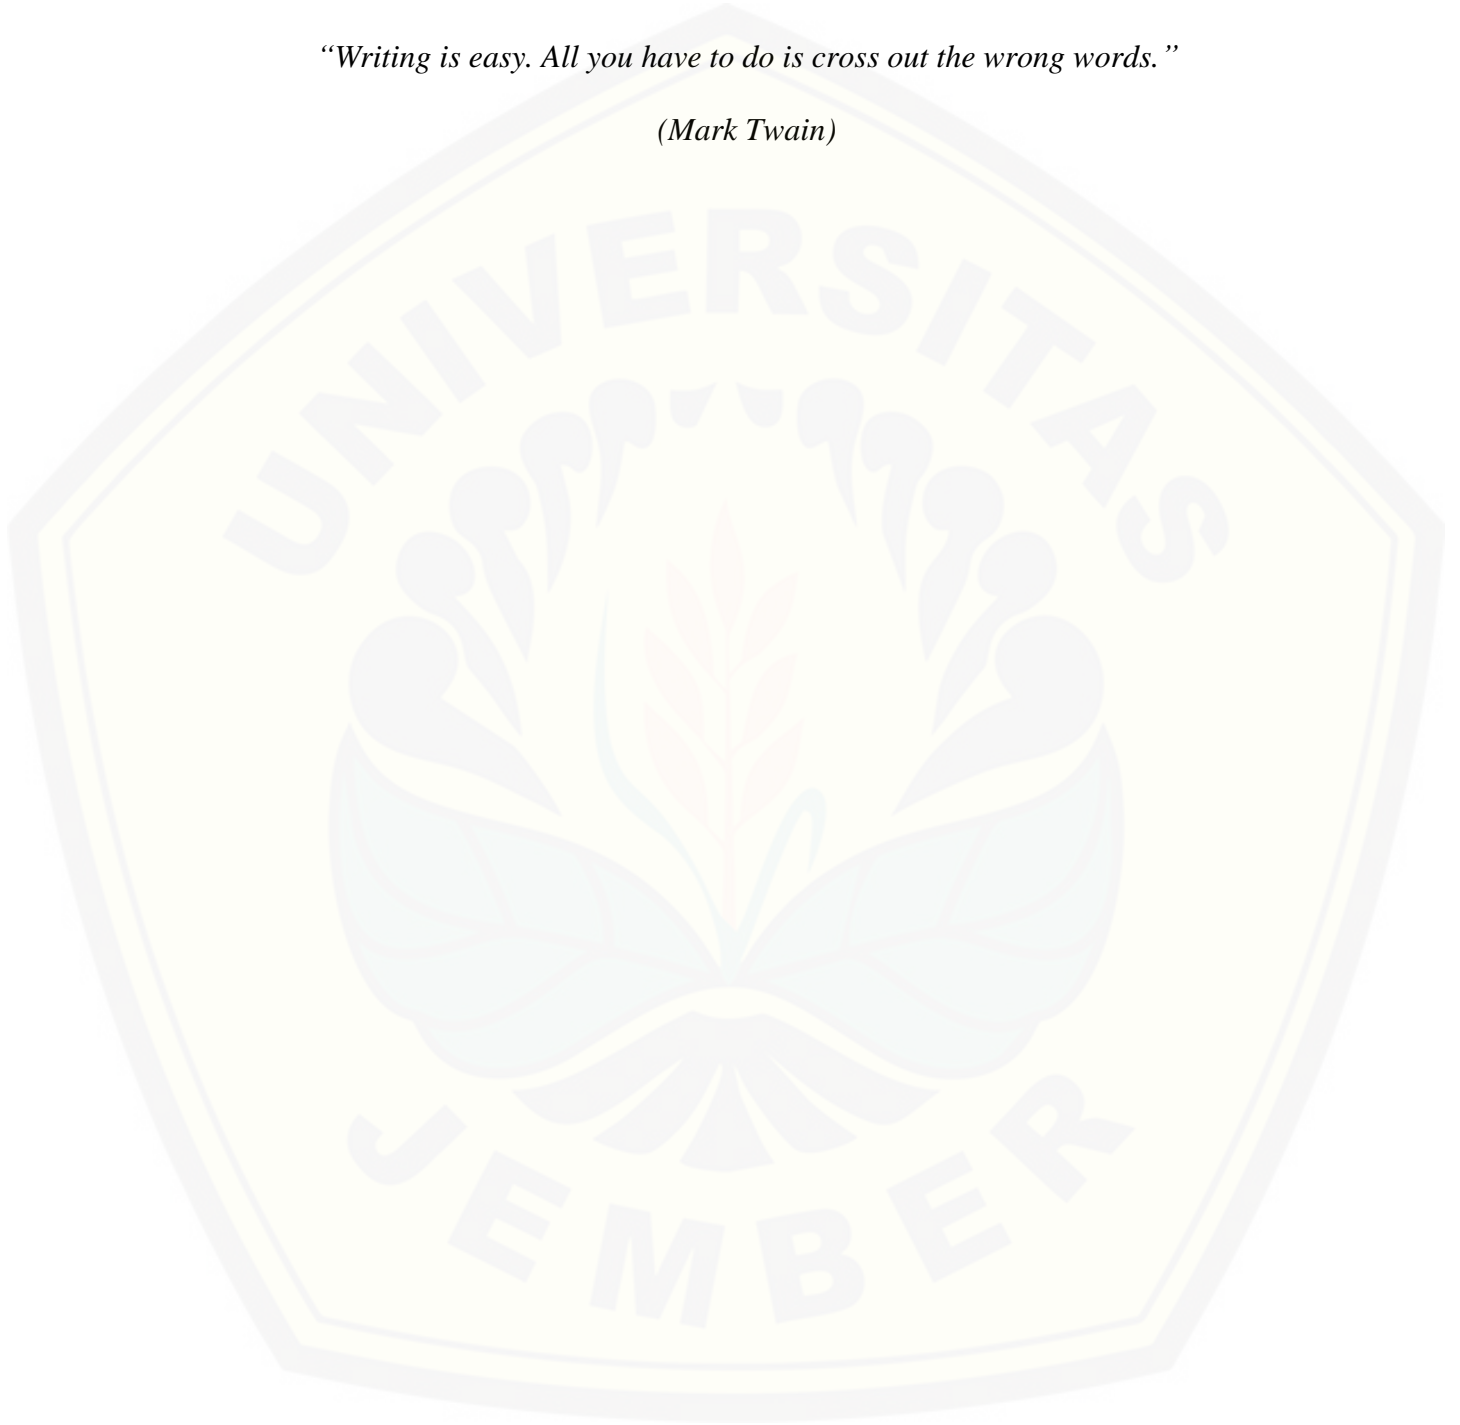 “Writing is easy. All you have to do is cross out the wrong words.”
(Mark Twain)
UNIVERSITAS
JEMBER